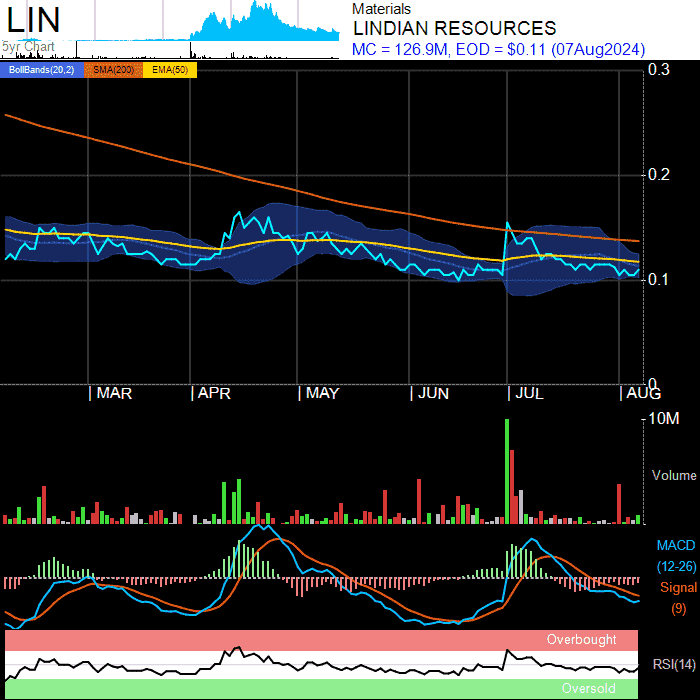 LIN
5yr Chart
Materials
LINDIAN RESOURCES
MC = 126.9M, EOD = $0.11 (07Aug2024)
BollBands(20,2) SMA(200) EMA(50)
0.3
0.2
0.1
0
MAR APR MAY JUN JUL AUG
10M
Volume
MACD
(12-26)
Signal
(9)
Overbought
RSI(14)
Oversold